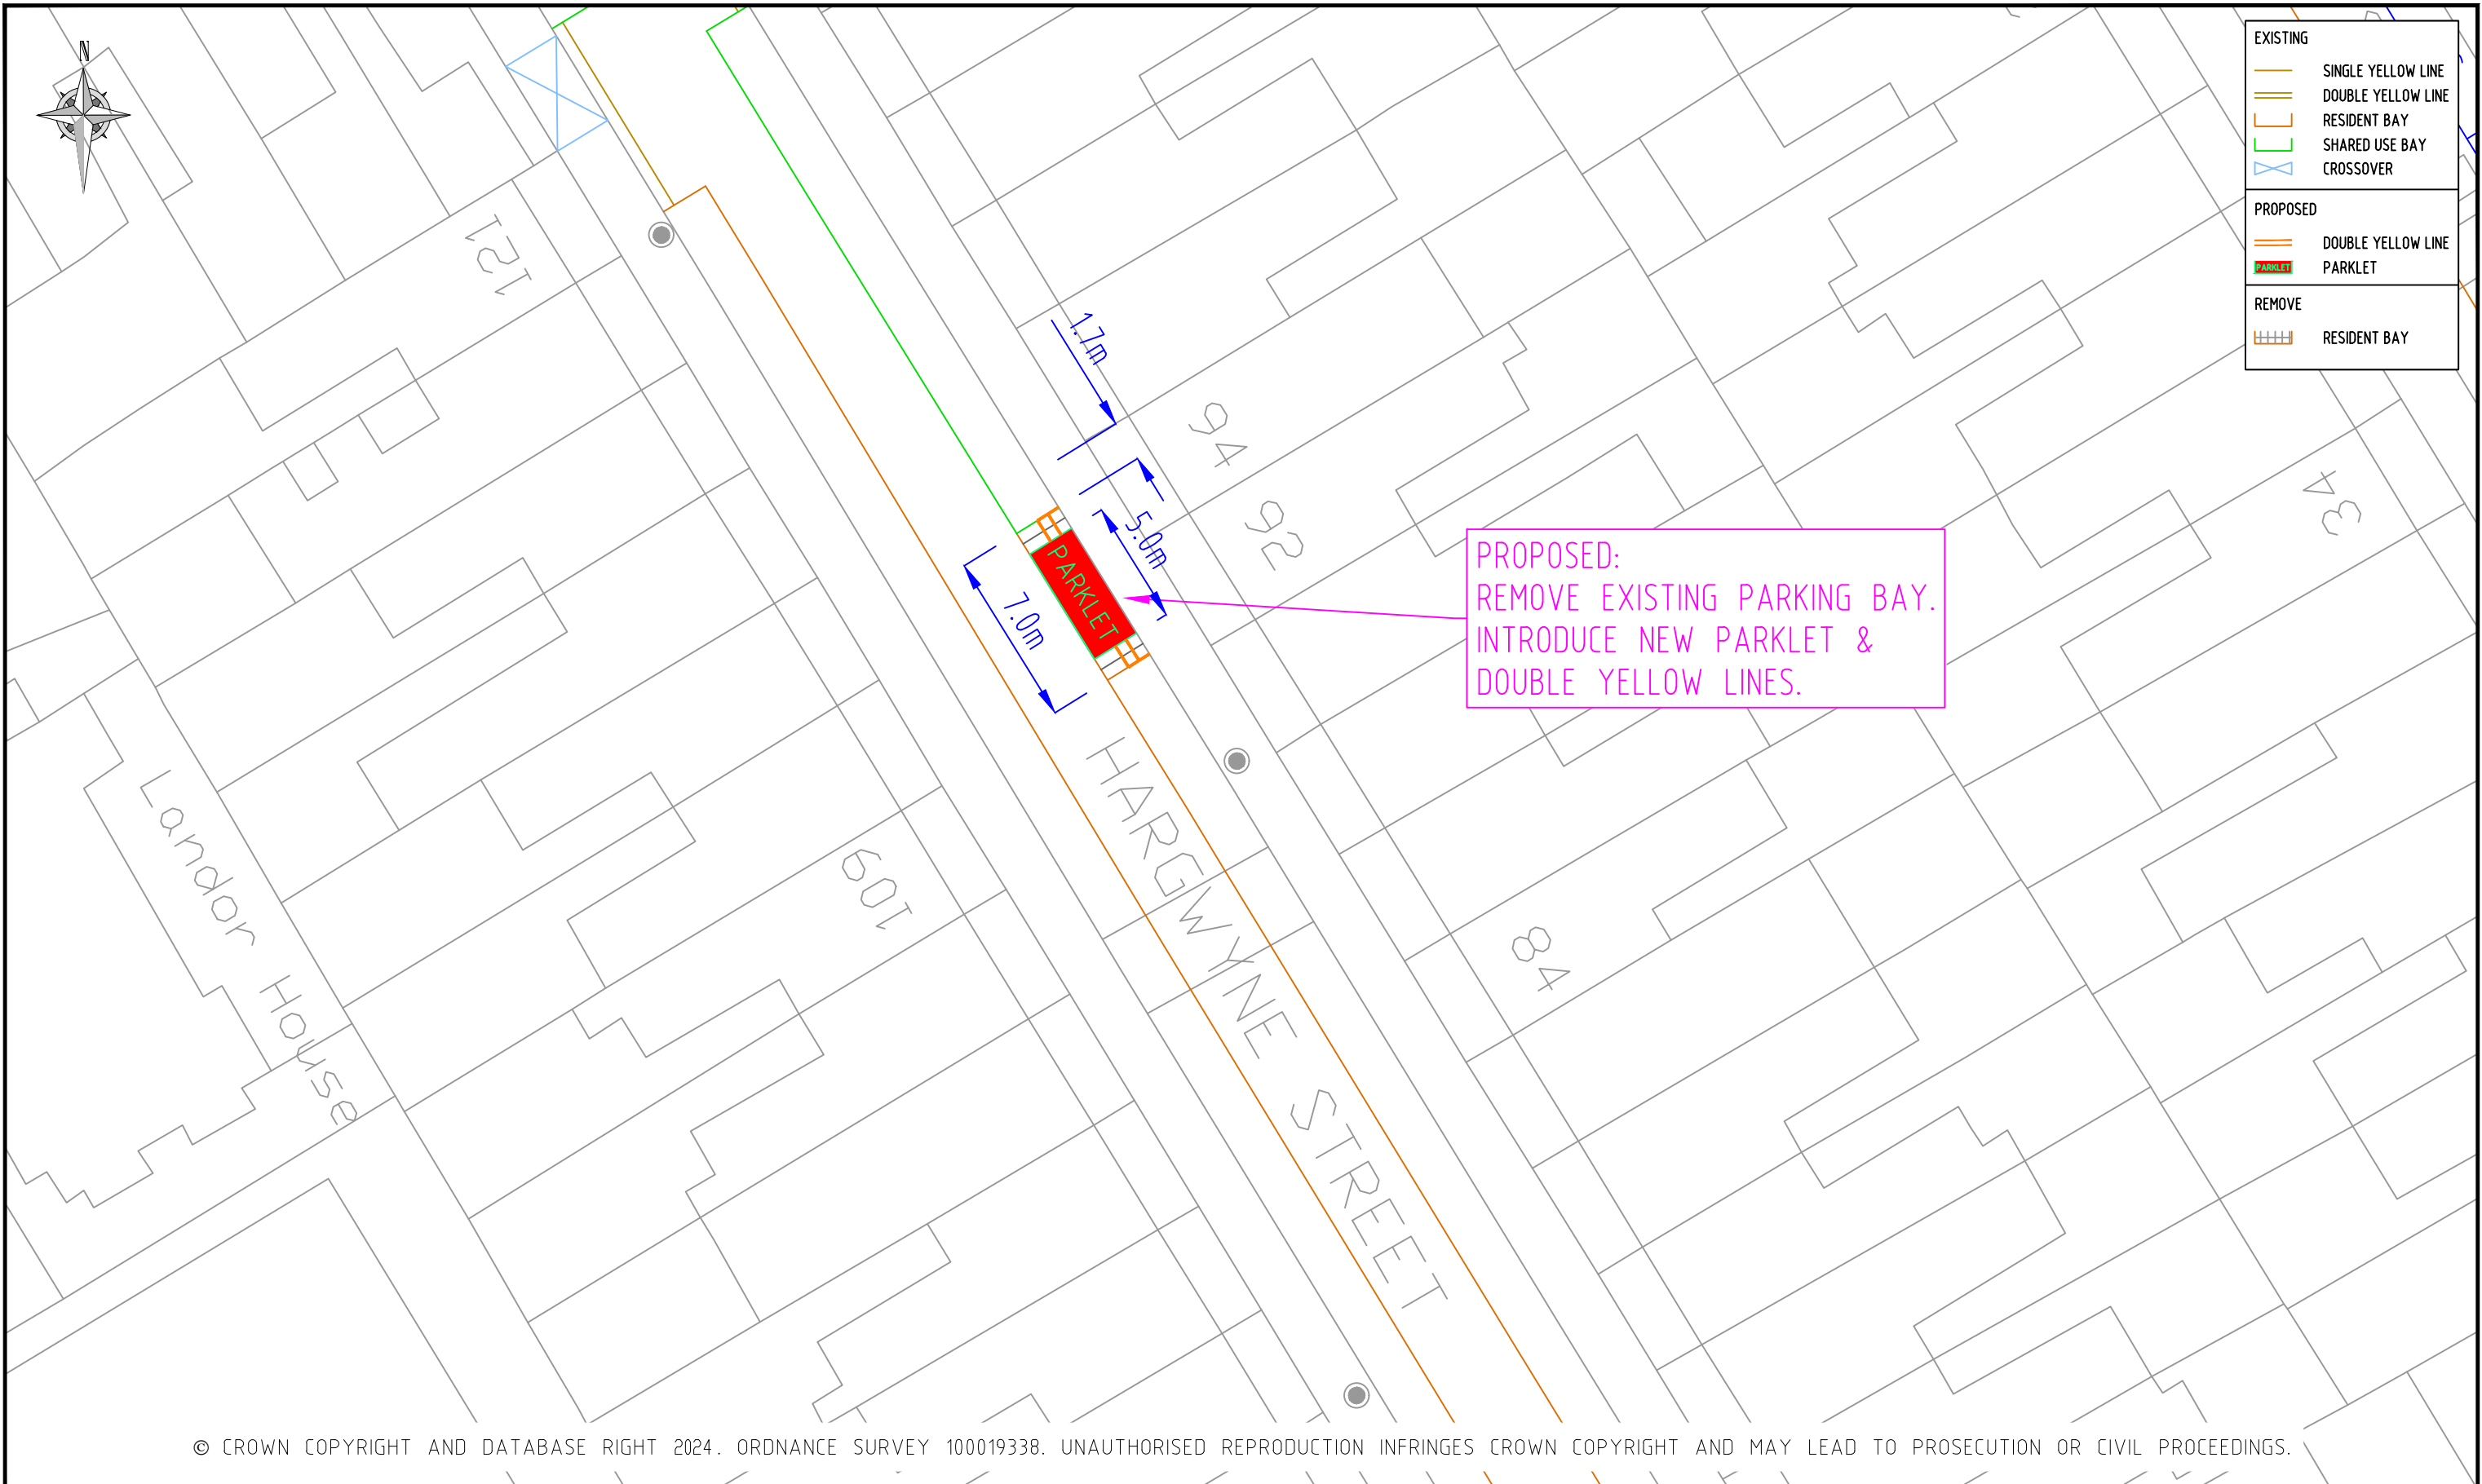 N
EXISTING
SINGLE YELLOW LINE
DOUBLE YELLOW LINE
RESIDENT BAY
SHARED USE BAY
CROSSOVER
PROPOSED
DOUBLE YELLOW LINE
PARKLET PARKLET
REMOVE
RESIDENT BAY
121
1.7m
94
92
34
5.0m
PARKLET
7.0m
PROPOSED:
REMOVE EXISTING PARKING BAY.
INTRODUCE NEW PARKLET &
DOUBLE YELLOW LINES.
HARGWYNE STREET
Landor House
109
84
© CROWN COPYRIGHT AND DATABASE RIGHT 2024. ORDNANCE SURVEY 100019338. UNAUTHORISED REPRODUCTION INFRINGES CROWN COPYRIGHT AND MAY LEAD TO PROSECUTION OR CIVIL PROCEEDINGS.